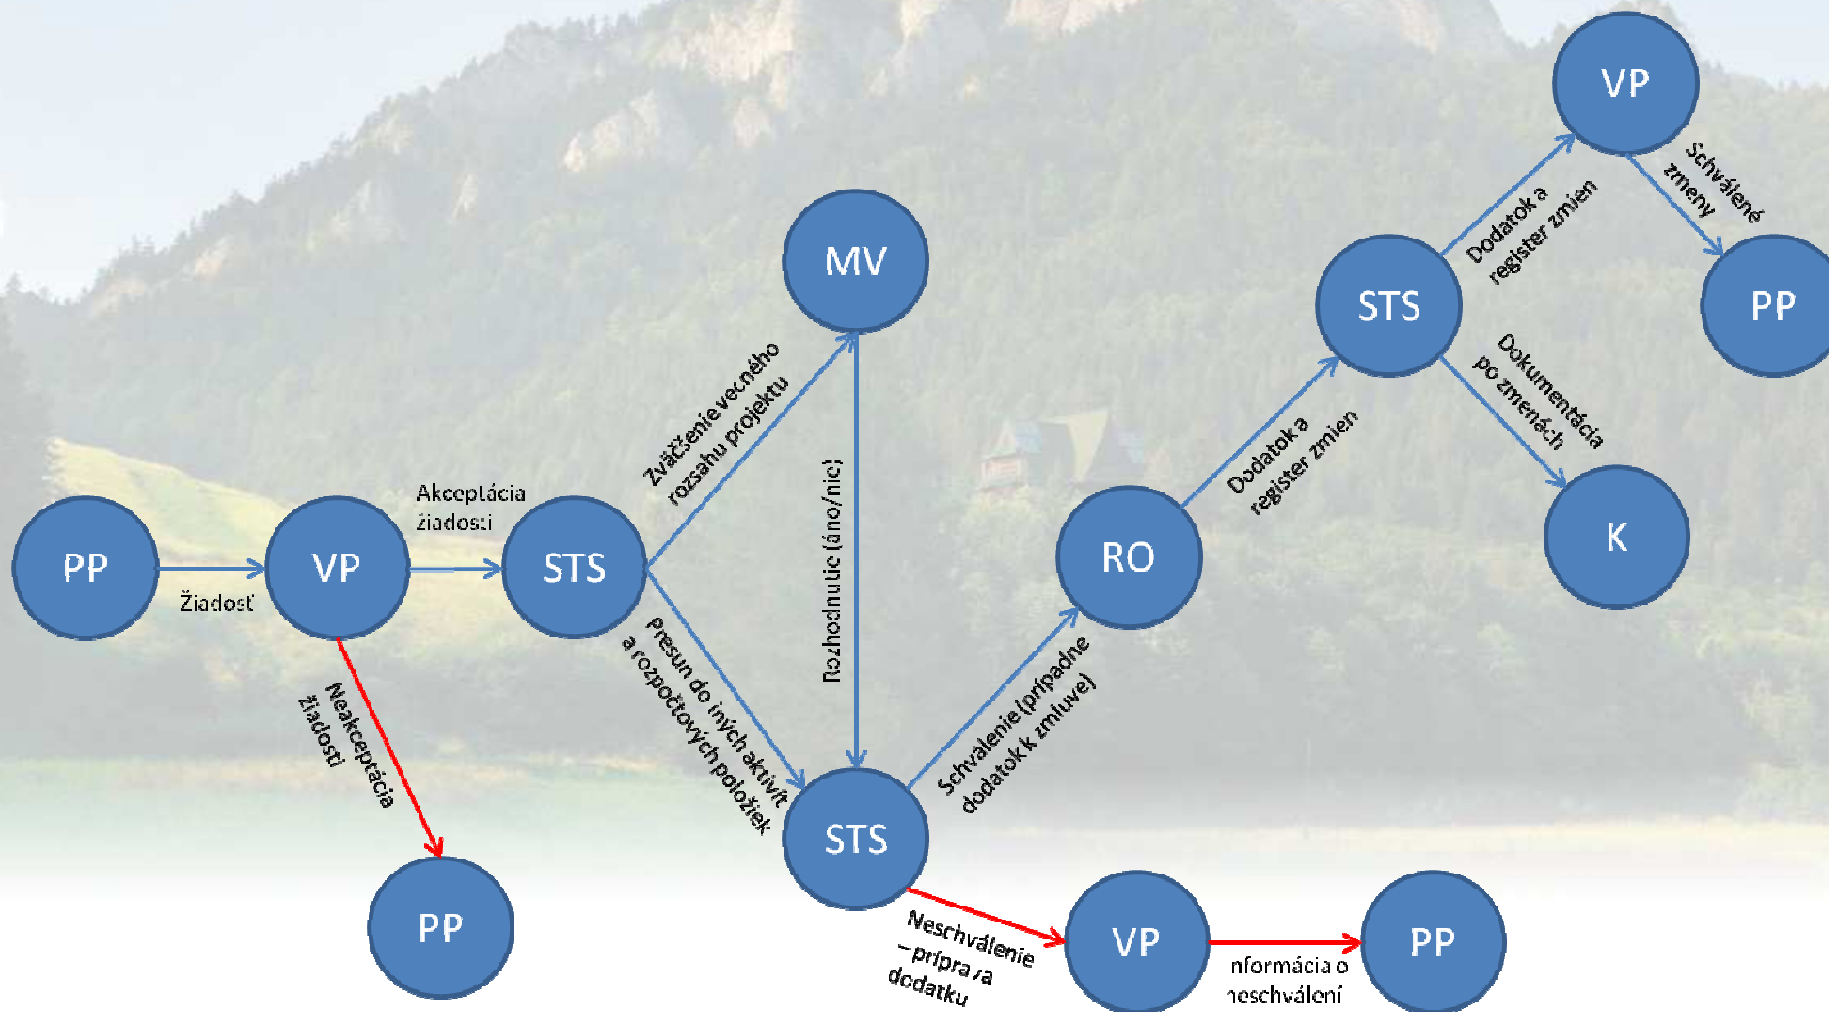 VP
Schválené
zmeny
Dodatok a
register zmien
MV
STS
PP
Zväčšenie vecného
rozsahu projektu
Dokumentácia
po zmenách
Dodatok a
register zmien
Rozhodnutie (áno/nie)
Akceptácia
žiadosti
PP
VP
STS
RO
K
Žiadosť
Presun do iných aktivít
a rozpočtových položiek
Schválenie (prípadne
dodatok k zmluve)
Neakceptácia
žiadosti
STS
PP
Neschválenie
– príprava
dodatku
VP
PP
nformácia o
neschválení